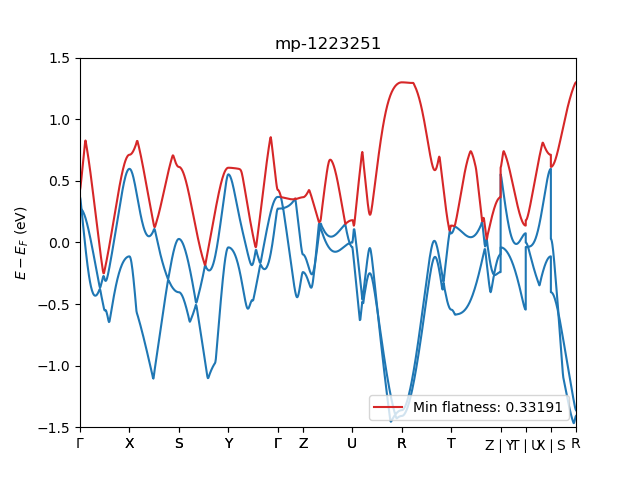 mp-1223251
E − E_F (eV)
1.5
1.0
0.5
0.0
−0.5
−1.0
−1.5
Min flatness: 0.33191
Γ X S Y Γ Z U R T Z | YT | UX | S R